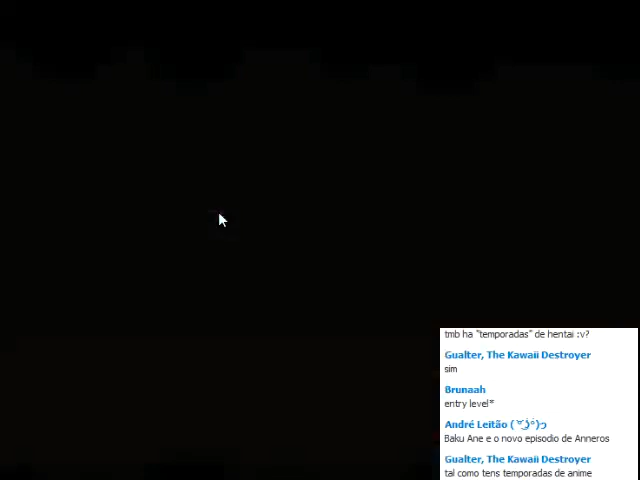 tmb ha "temporadas" de hentai :v?
Gualter, The Kawaii Destroyer
sim
Brunaah
entry level*
André Leitão
Baku Ane e o novo episodio de Anneros
Gualter, The Kawaii Destroyer
tal como tens temporadas de anime